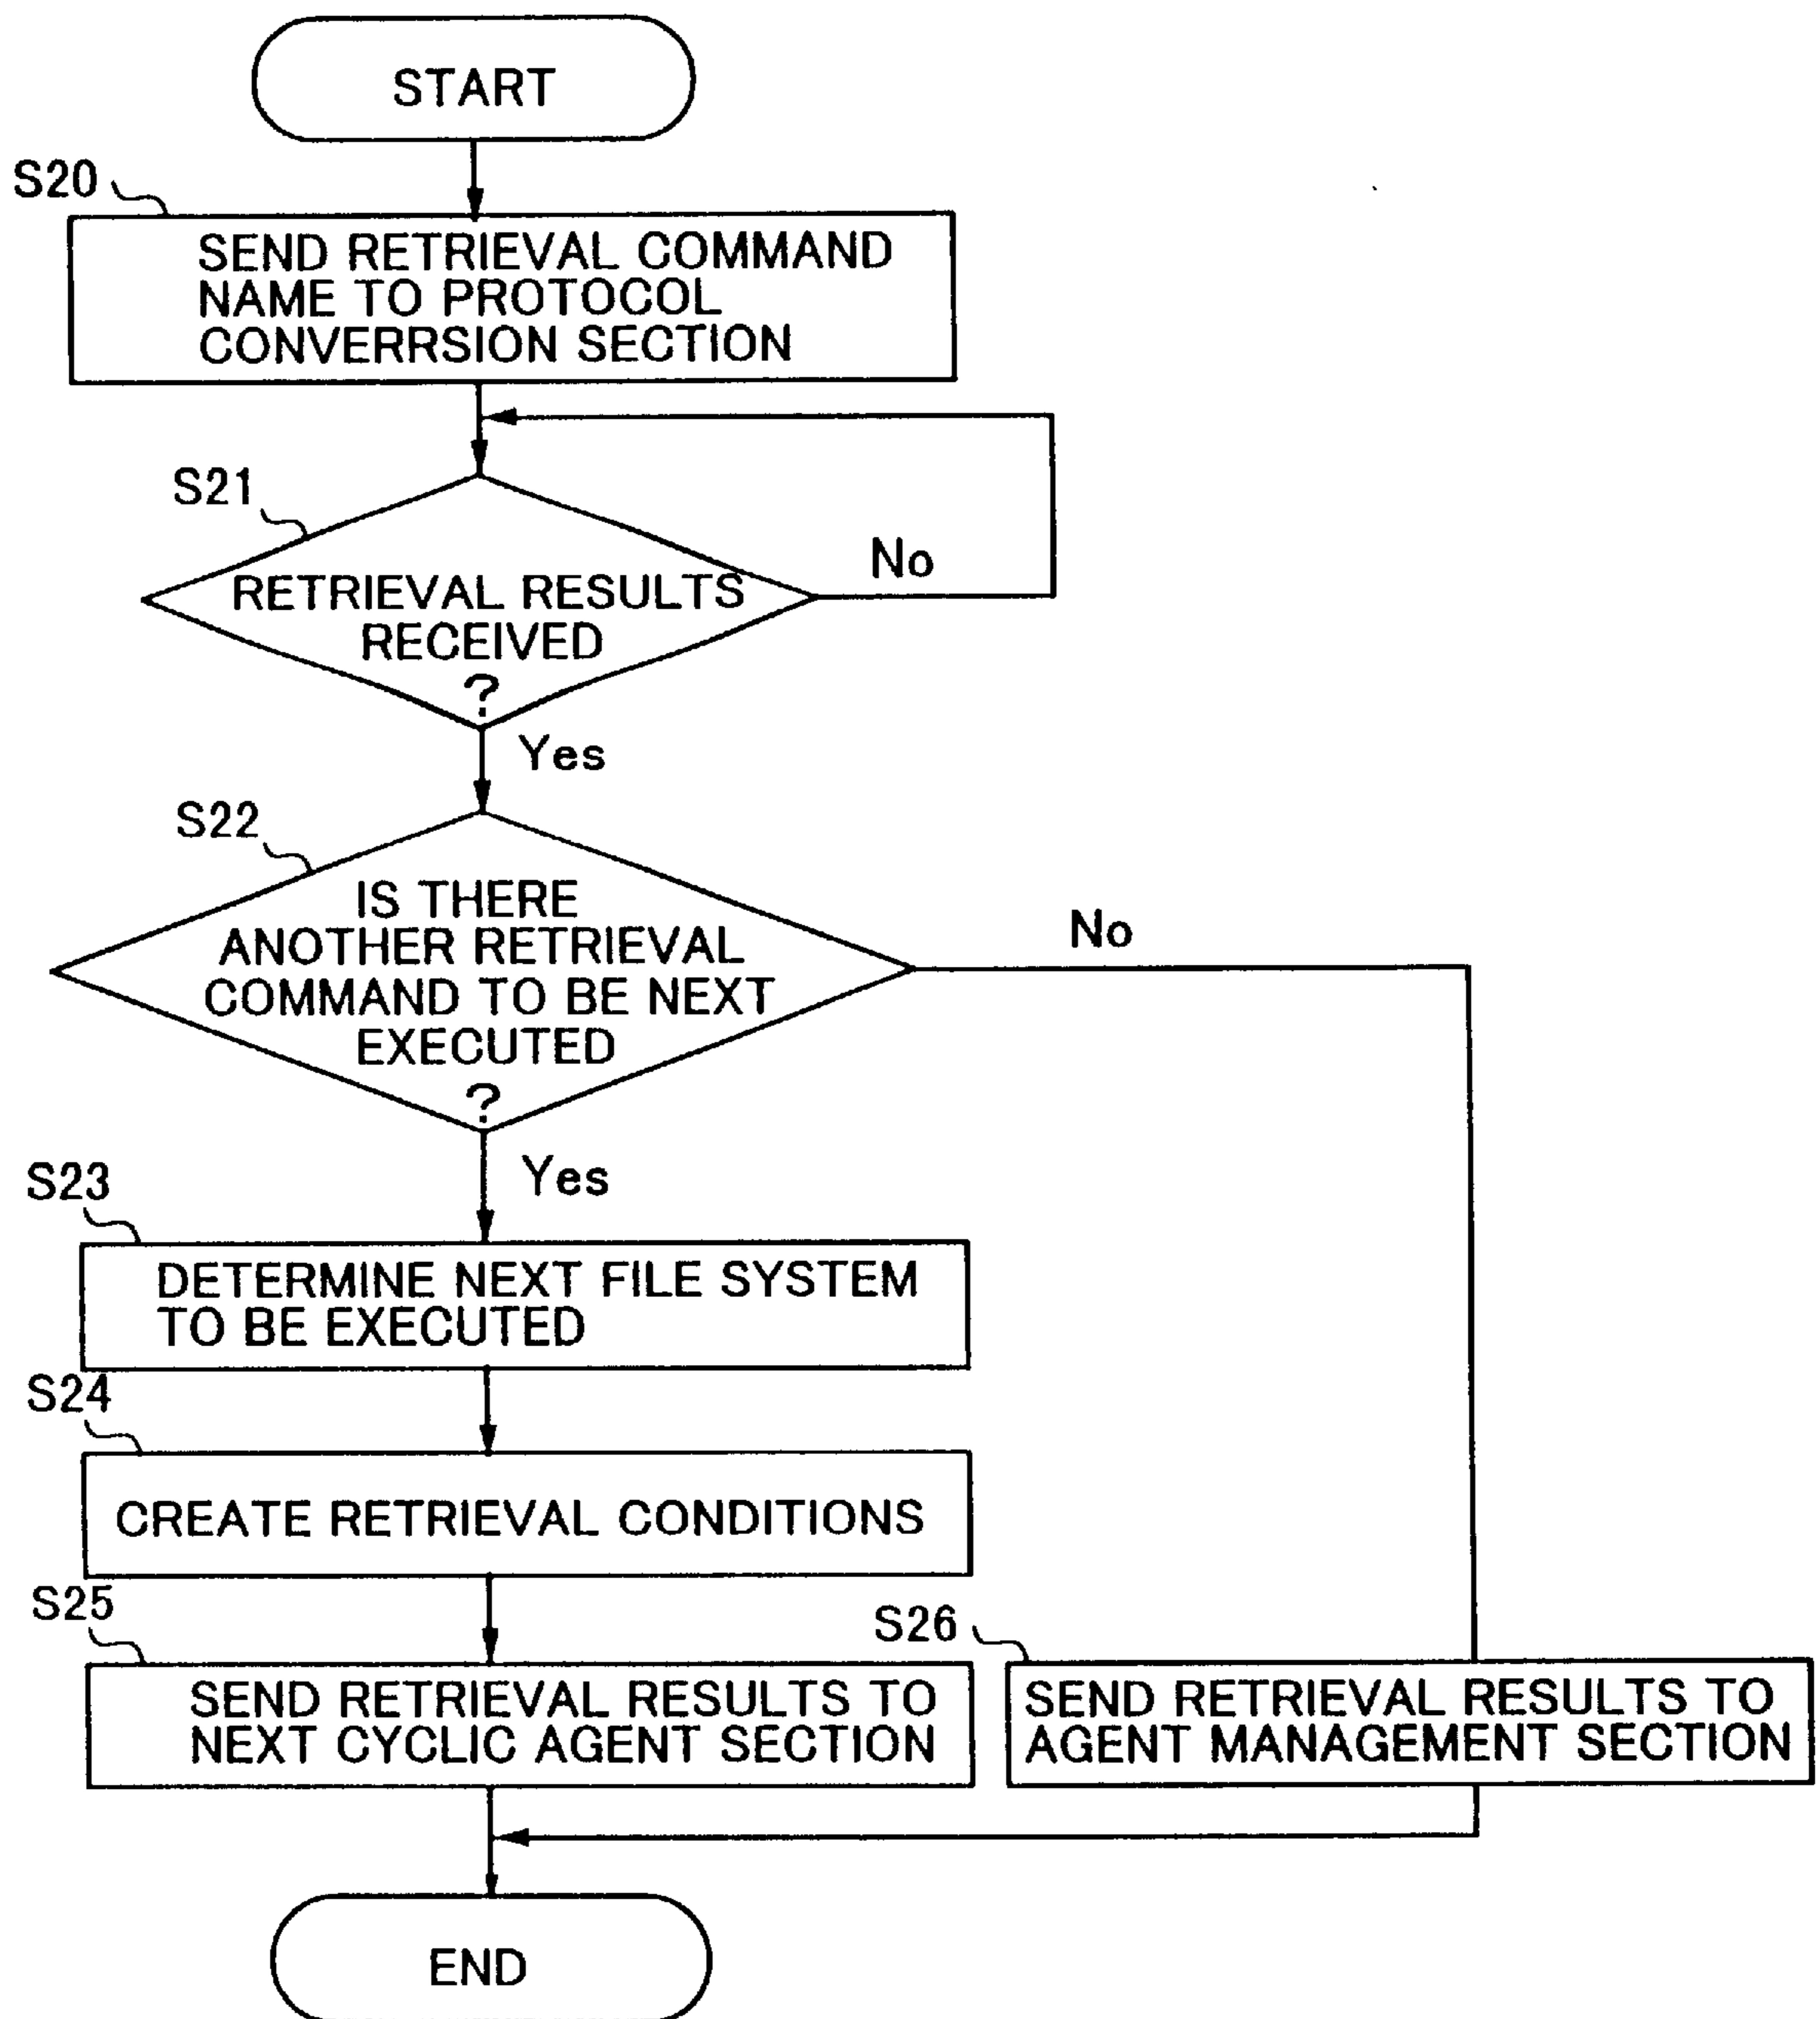 START
S20
SEND RETRIEVAL COMMAND
NAME TO PROTOCOL
CONVERRSION SECTION
S21
RETRIEVAL RESULTS
RECEIVED
?
No
Yes
S22
IS THERE
ANOTHER RETRIEVAL
COMMAND TO BE NEXT
EXECUTED
?
No
Yes
S23
DETERMINE NEXT FILE SYSTEM
TO BE EXECUTED
S24
CREATE RETRIEVAL CONDITIONS
S25
SEND RETRIEVAL RESULTS TO
NEXT CYCLIC AGENT SECTION
S26
SEND RETRIEVAL RESULTS TO
AGENT MANAGEMENT SECTION
END